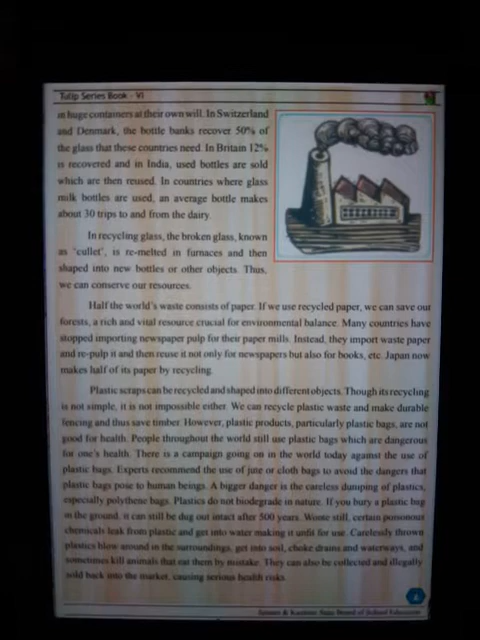 Tulip Series Book - VI
in huge containers at their own will. In Switzerland
and Denmark, the bottle banks recover 50% of
the glass that these countries need. In Britain 12%
is recovered and in India, used bottles are sold
which are then reused. In countries where glass
milk bottles are used, an average bottle makes
about 30 trips to and from the dairy.
In recycling glass, the broken glass, known
as 'cullet', is re-melted in furnaces and then
shaped into new bottles or other objects. Thus,
we can conserve our resources.
Half the world's waste consists of paper. If we use recycled paper, we can save our
forests, a rich and vital resource crucial for environmental balance. Many countries have
stopped importing newspaper pulp for their paper mills. Instead, they import waste paper
and re-pulp it and then reuse it not only for newspapers but also for books, etc. Japan now
makes half of its paper by recycling.
Plastic scraps can be recycled and shaped into different objects. Though its recycling
is not simple, it is not impossible either. We can recycle plastic waste and make durable
fencing and thus save timber. However, plastic products, particularly plastic bags, are not
good for health. People throughout the world still use plastic bags which are dangerous
for one's health. There is a campaign going on in the world today against the use of
plastic bags. Experts recommend the use of jute or cloth bags to avoid the dangers that
plastic bags pose to human beings. A bigger danger is the careless dumping of plastics,
especially polythene bags. Plastics do not biodegrade in nature. If you bury a plastic bag
in the ground, it can still be dug out intact after 500 years. Worse still, certain poisonous
chemicals leak from plastic and get into water making it unfit for use. Carelessly thrown
plastics blow around in the surroundings, get into soil, choke drains and waterways, and
sometimes kill animals that eat them by mistake. They can also be collected and illegally
sold back into the market, causing serious health risks.
Jammu & Kashmir State Board of School Education